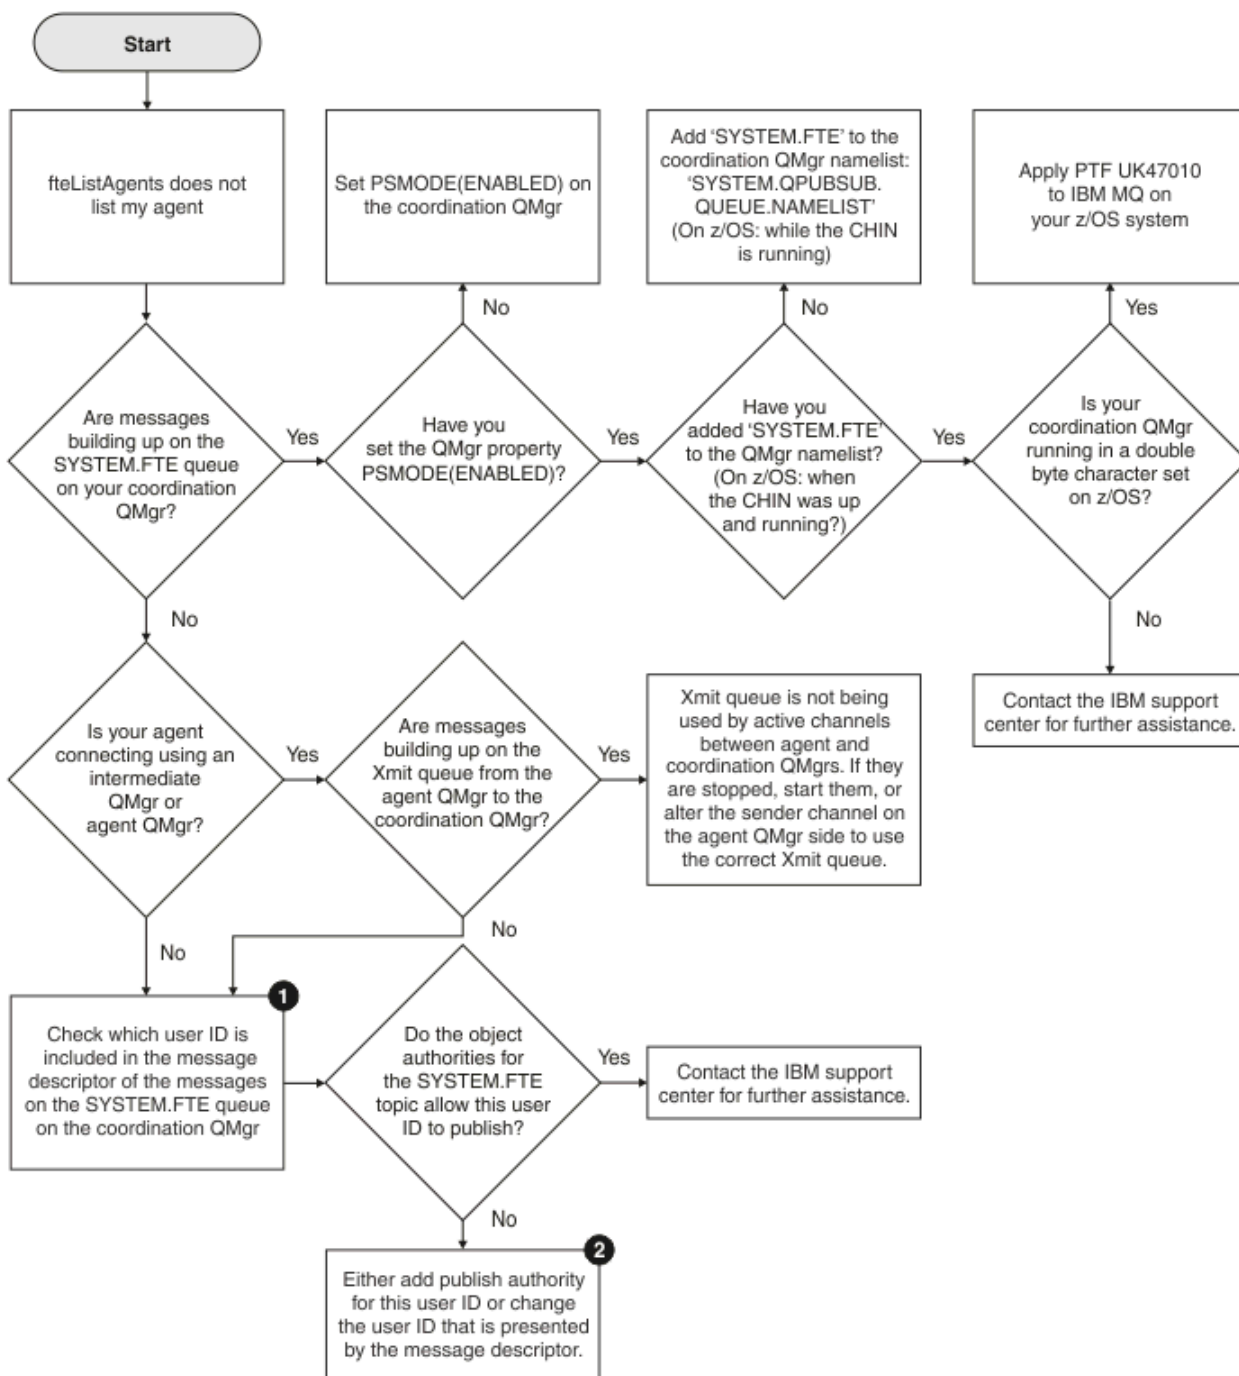 Start
fteListAgents does not
list my agent
Set PSMODE(ENABLED) on
the coordination QMgr
Add ‘SYSTEM.FTE’ to the
coordination QMgr namelist:
‘SYSTEM.QPUBSUB.
QUEUE.NAMELIST’
(On z/OS: while the CHIN
is running)
Apply PTF UK47010
to IBM MQ on
your z/OS system
No
No
Yes
Are messages
building up on the
SYSTEM.FTE queue
on your coordination
QMgr?
Yes
Have you
set the QMgr property
PSMODE(ENABLED)?
Yes
Have you
added ‘SYSTEM.FTE’
to the QMgr namelist?
(On z/OS: when
the CHIN was up
and running?)
Yes
Is your
coordination QMgr
running in a double
byte character set
on z/OS?
No
No
Is your agent
connecting using an
intermediate
QMgr or
agent QMgr?
Yes
Are messages
building up on the
Xmit queue from the
agent QMgr to the
coordination QMgr?
Yes
Xmit queue is not being
used by active channels
between agent and
coordination QMgrs. If they
are stopped, start them, or
alter the sender channel on
the agent QMgr side to use
the correct Xmit queue.
Contact the IBM support
center for further assistance.
No
No
1
Check which user ID is
included in the message
descriptor of the messages
on the SYSTEM.FTE queue
on the coordination QMgr
Do the object
authorities for
the SYSTEM.FTE
topic allow this user
ID to publish?
Yes
Contact the IBM support
center for further assistance.
No
2
Either add publish authority
for this user ID or change
the user ID that is presented
by the message descriptor.